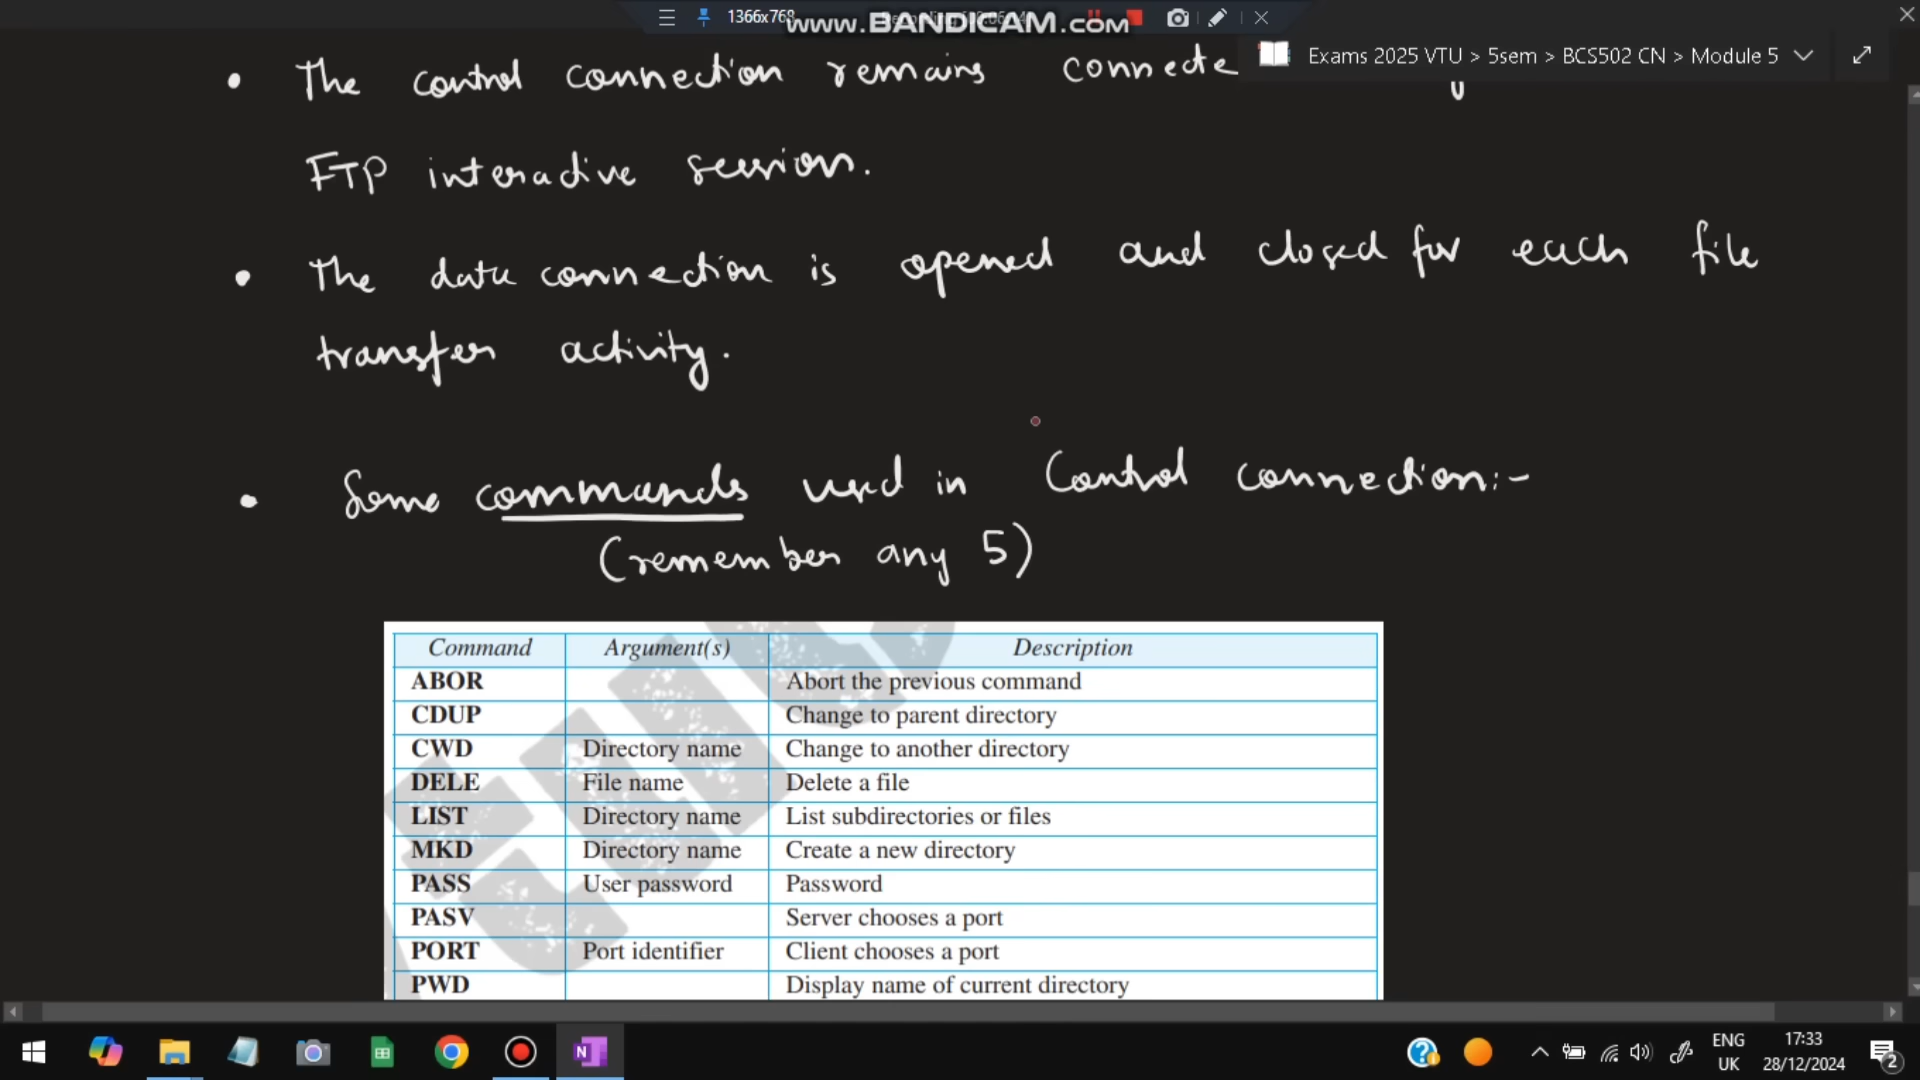 1366x768
www.BANDICAM.com
Exams 2025 VTU > 5sem > BCS502 CN > Module 5
• The control connection remains connecte
FTP interactive session.
• The data connection is opened and closed for each file
transfer activity.
• Some commands used in Control connection:-
(remember any 5)
Command Argument(s) Description
ABOR Abort the previous command
CDUP Change to parent directory
CWD Directory name Change to another directory
DELE File name Delete a file
LIST Directory name List subdirectories or files
MKD Directory name Create a new directory
PASS User password Password
PASV Server chooses a port
PORT Port identifier Client chooses a port
PWD Display name of current directory
ENG 17:33
UK 28/12/2024
2